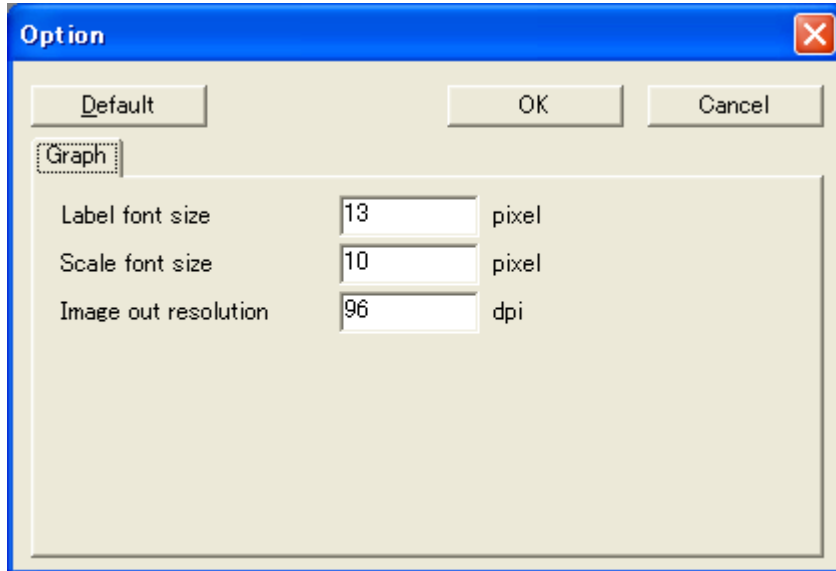 Option
Default OK Cancel
Graph
Label font size 13 pixel
Scale font size 10 pixel
Image out resolution 96 dpi